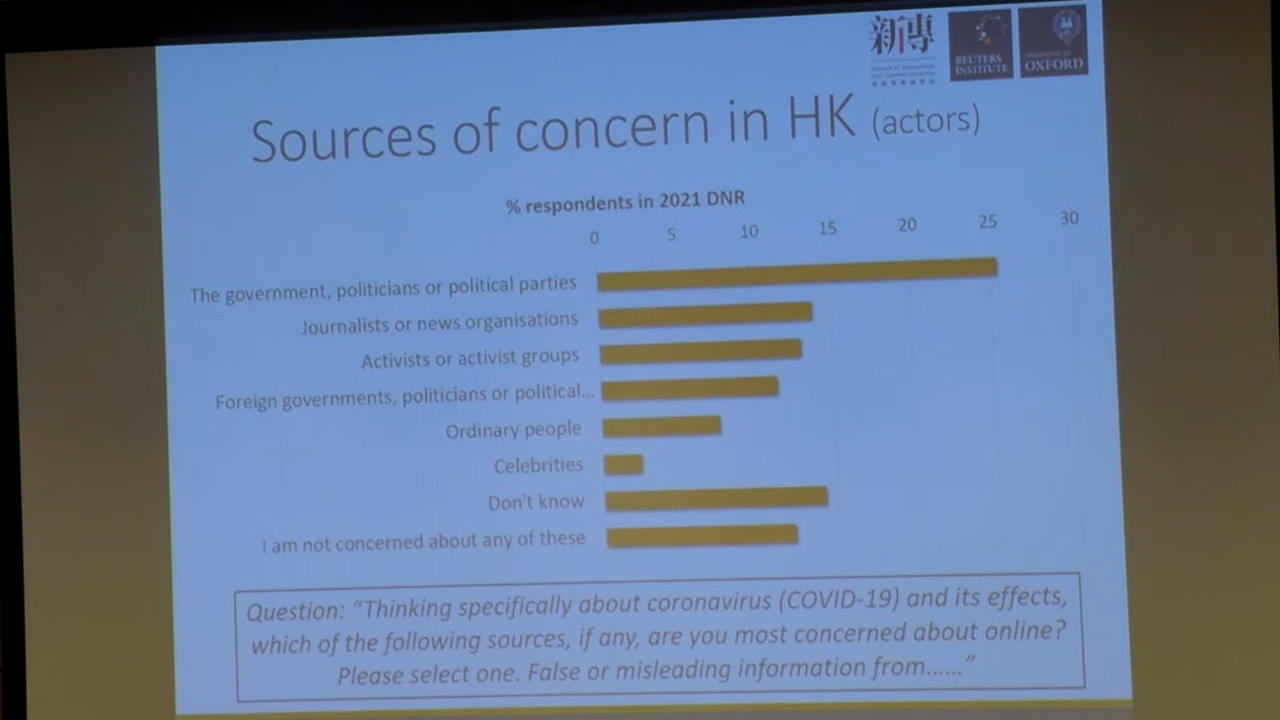 新傳
REUTERS
INSTITUTE
UNIVERSITY OF
OXFORD
Sources of concern in HK (actors)
% respondents in 2021 DNR
0 5 10 15 20 25 30
The government, politicians or political parties
Journalists or news organisations
Activists or activist groups
Foreign governments, politicians or political...
Ordinary people
Celebrities
Don't know
I am not concerned about any of these
Question: “Thinking specifically about coronavirus (COVID-19) and its effects,
which of the following sources, if any, are you most concerned about online?
Please select one. False or misleading information from......”